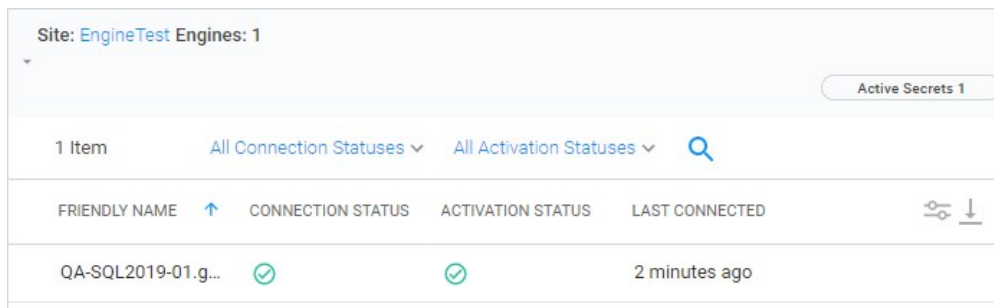 Site: EngineTest Engines: 1
Active Secrets 1
1 Item All Connection Statuses All Activation Statuses
FRIENDLY NAME CONNECTION STATUS ACTIVATION STATUS LAST CONNECTED
QA-SQL2019-01.g... 2 minutes ago